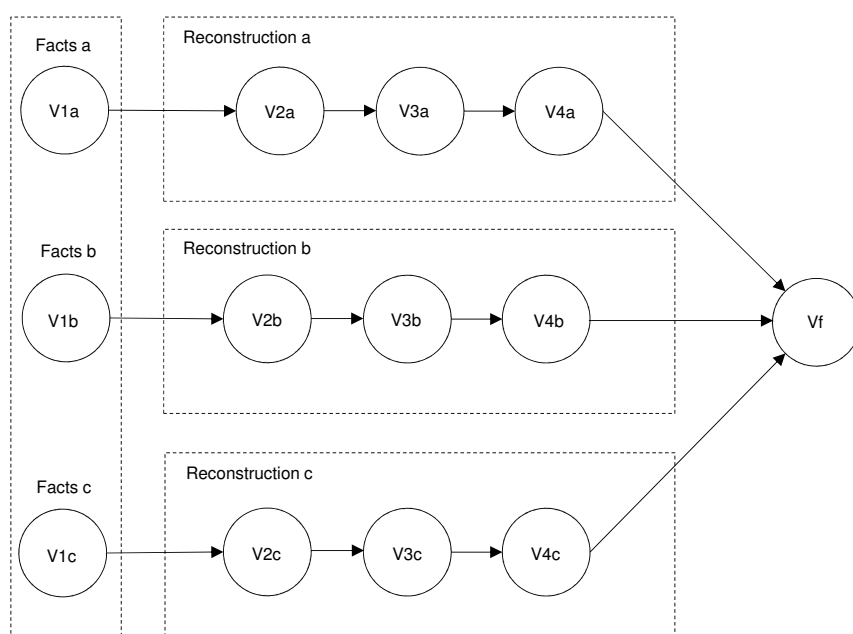 Facts a
Reconstruction a
V1a
V2a
V3a
V4a
Facts b
Reconstruction b
V1b
V2b
V3b
V4b
Vf
Facts c
Reconstruction c
V1c
V2c
V3c
V4c